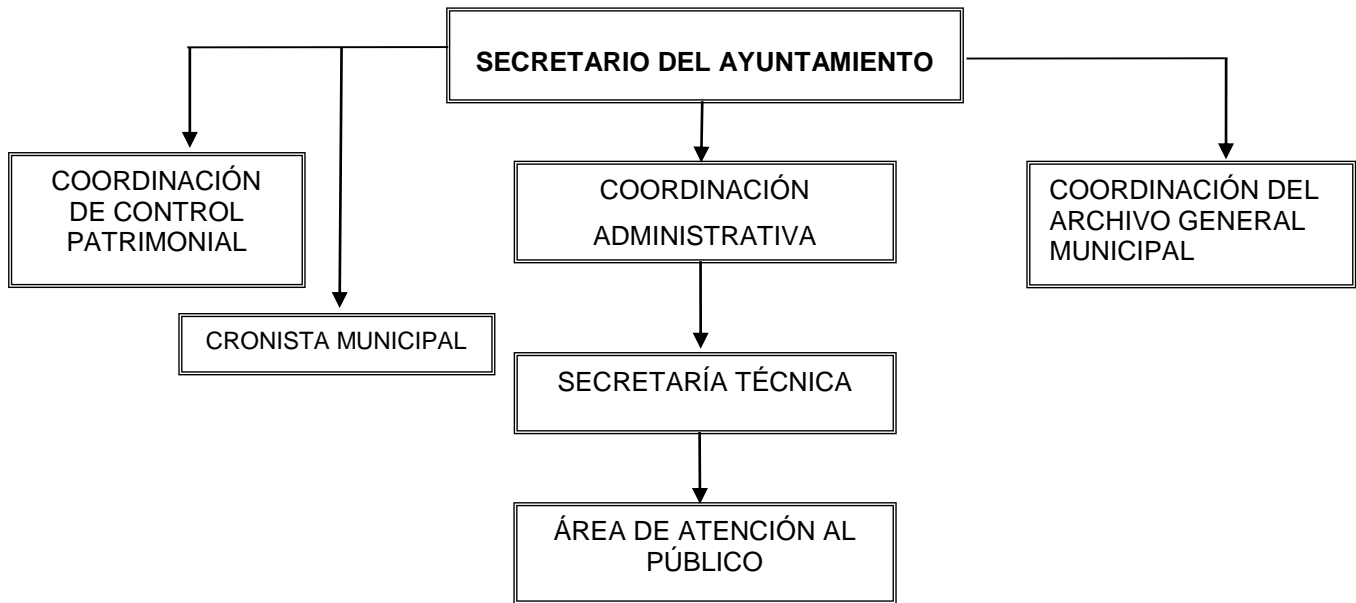 SECRETARIO DEL AYUNTAMIENTO
COORDINACIÓN
DE CONTROL
PATRIMONIAL
COORDINACIÓN
ADMINISTRATIVA
COORDINACIÓN DEL
ARCHIVO GENERAL
MUNICIPAL
CRONISTA MUNICIPAL
SECRETARÍA TÉCNICA
ÁREA DE ATENCIÓN AL
PÚBLICO